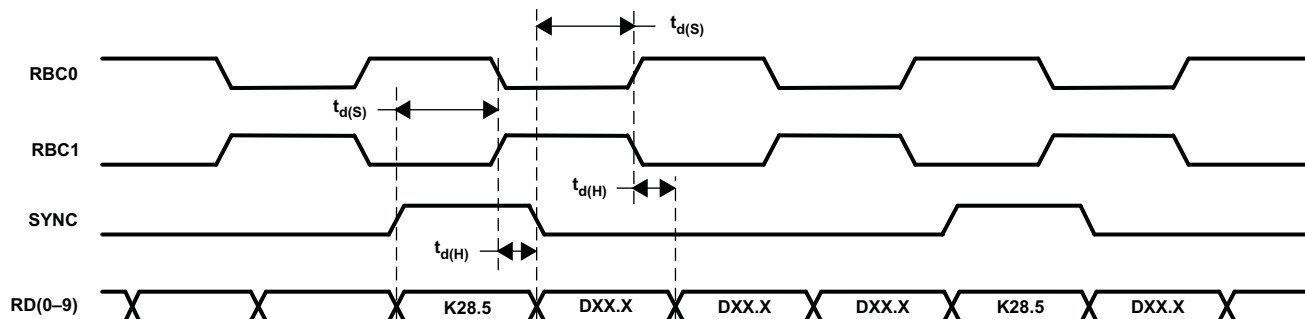 t_d(S)
RBC0
t_d(S)
RBC1
t_d(H)
SYNC
t_d(H)
RD(0–9) K28.5 DXX.X DXX.X DXX.X K28.5 DXX.X